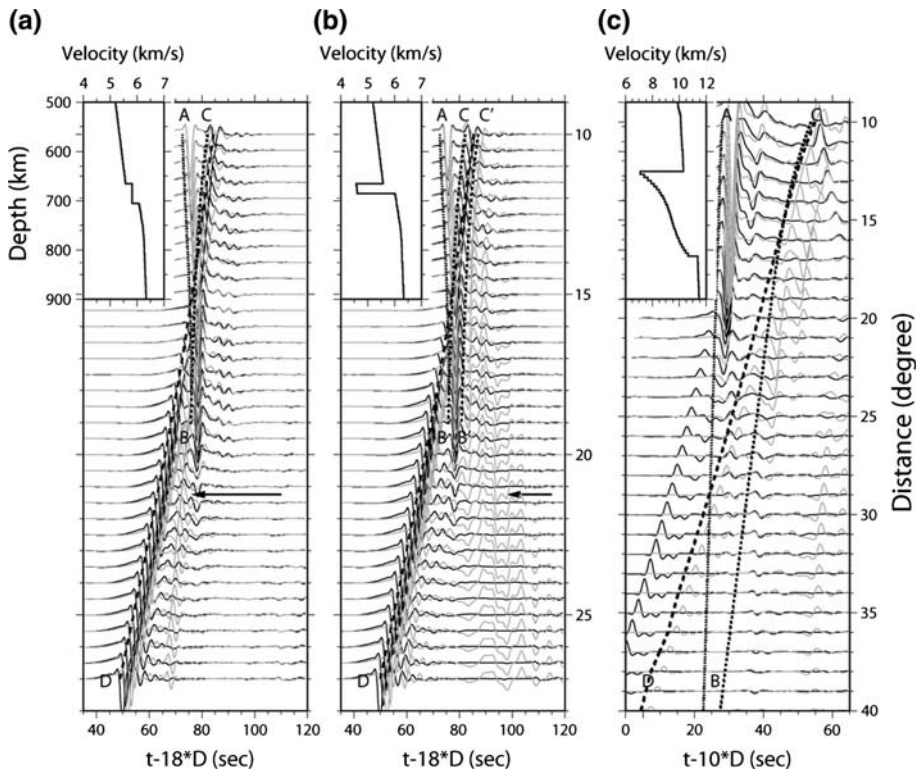 (a)
(b)
(c)
Velocity (km/s)
Velocity (km/s)
Velocity (km/s)
4 5 6 7
4 5 6 7
6 8 10 12
Depth (km)
500
600
700
800
900
A C
A C C'
A C
B
B B'
B
D
D
D
10
15
20
25
10
15
20
25
30
35
40
Distance (degree)
40 60 80 100 120
40 60 80 100 120
0 20 40 60
t-18*D (sec)
t-18*D (sec)
t-10*D (sec)